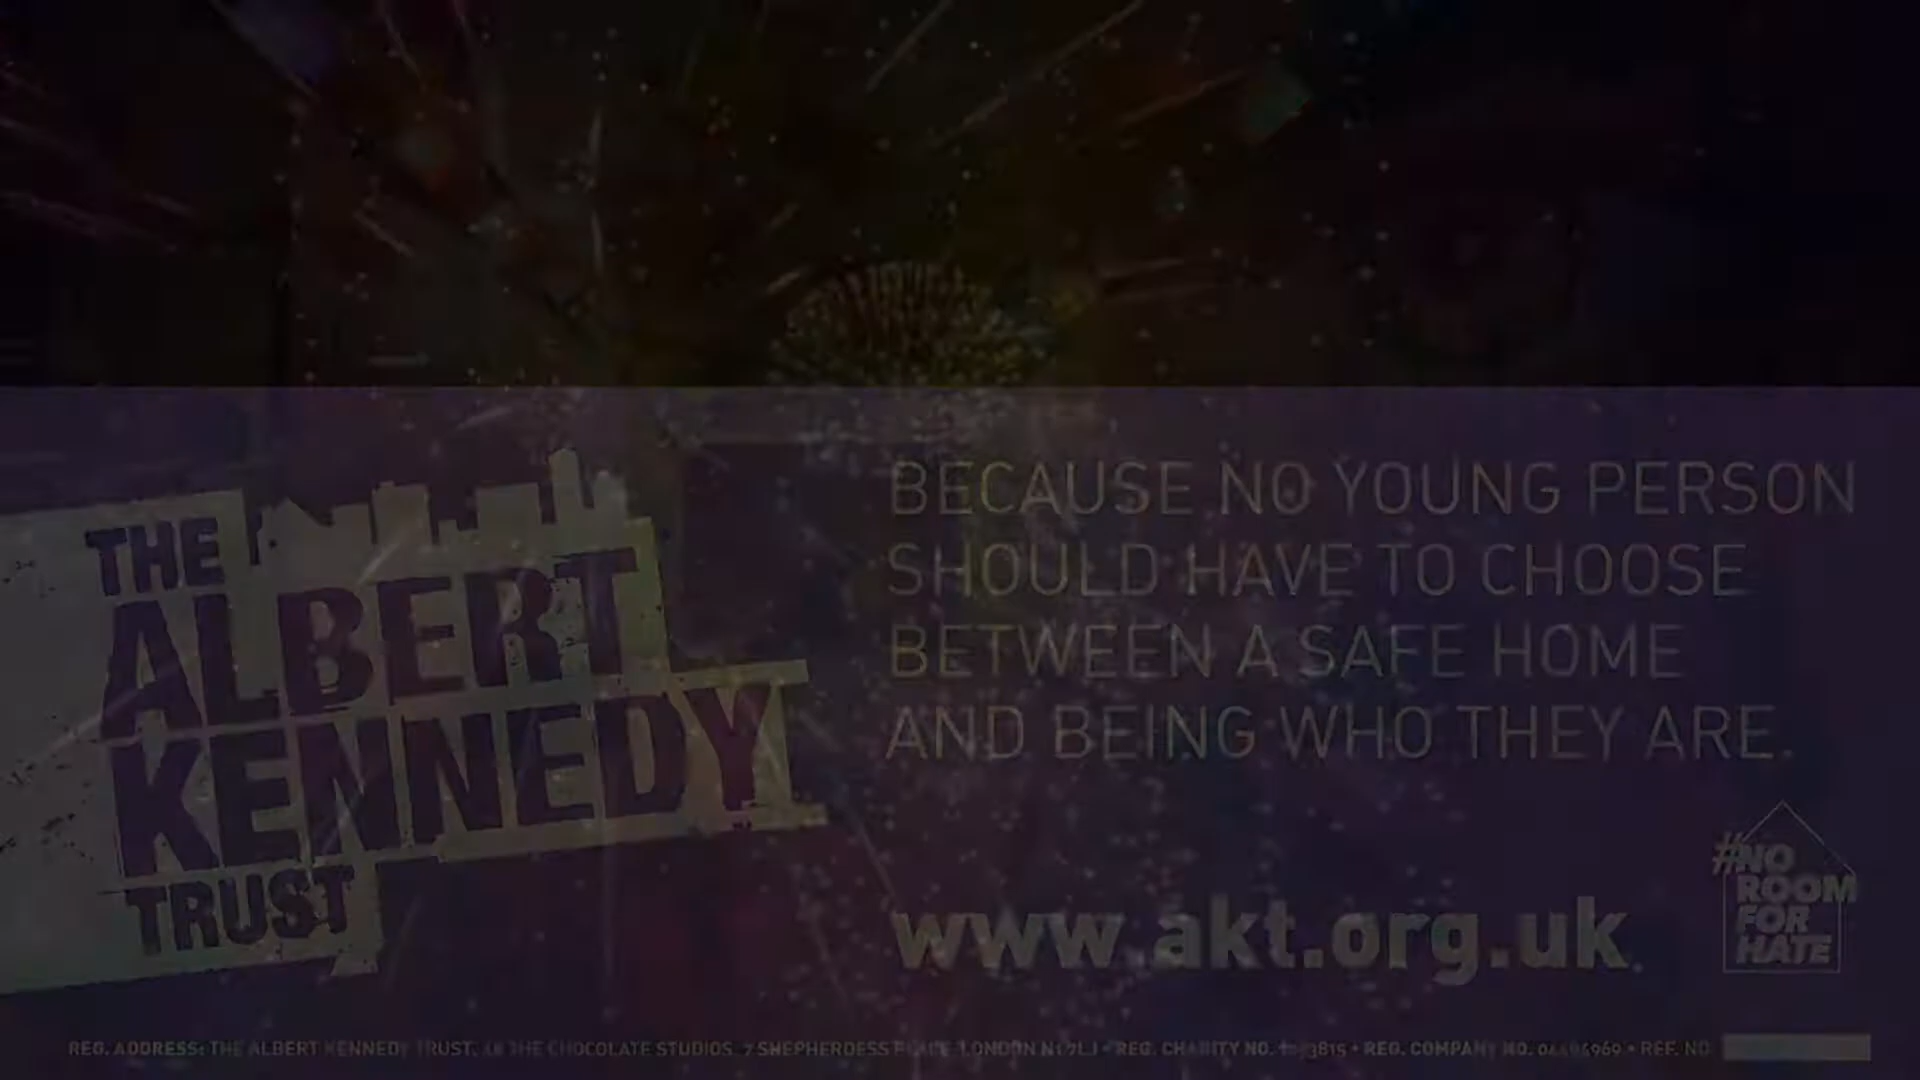 THE
ALBERT
KENNEDY
TRUST
BECAUSE NO YOUNG PERSON
SHOULD HAVE TO CHOOSE
BETWEEN A SAFE HOME
AND BEING WHO THEY ARE.
www.akt.org.uk
#NO
ROOM
FOR
HATE
REG. ADDRESS: THE ALBERT KENNEDY TRUST, THE CHOCOLATE STUDIOS, 7 SHEPHERDESS PLACE, LONDON N1 7LJ • REG. CHARITY NO. • REG. COMPANY NO. • REF. NO